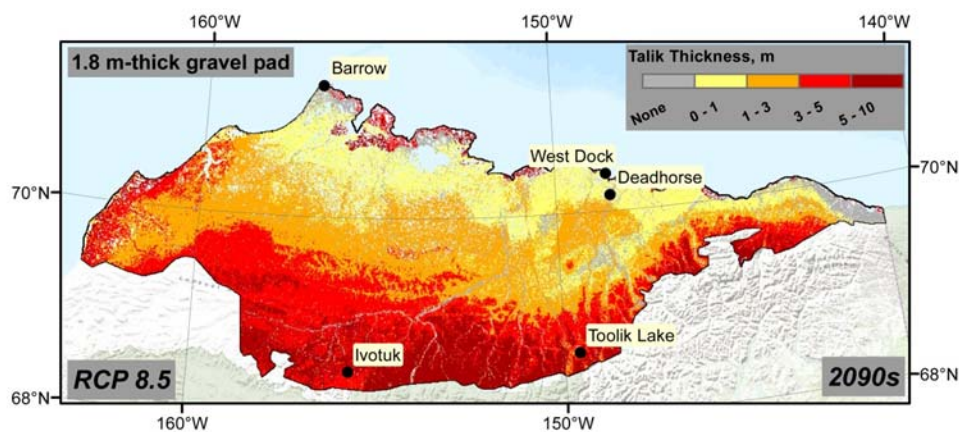 160°W 150°W 140°W
1.8 m-thick gravel pad
Talik Thickness, m
None 0 - 1 1 - 3 3 - 5 5 - 10
Barrow
West Dock
Deadhorse
70°N 70°N
Toolik Lake
Ivotuk
RCP 8.5 2090s
68°N 68°N
160°W 150°W